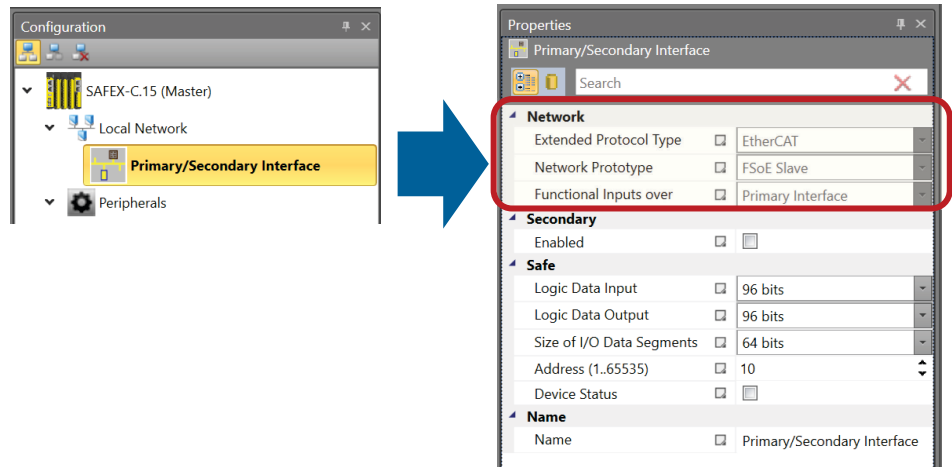 Configuration
SAFEX-C.15 (Master)
Local Network
Primary/Secondary Interface
Peripherals
Properties
Primary/Secondary Interface
Search
Network
Extended Protocol Type EtherCAT
Network Prototype FSoE Slave
Functional Inputs over Primary Interface
Secondary
Enabled
Safe
Logic Data Input 96 bits
Logic Data Output 96 bits
Size of I/O Data Segments 64 bits
Address (1..65535) 10
Device Status
Name
Name Primary/Secondary Interface